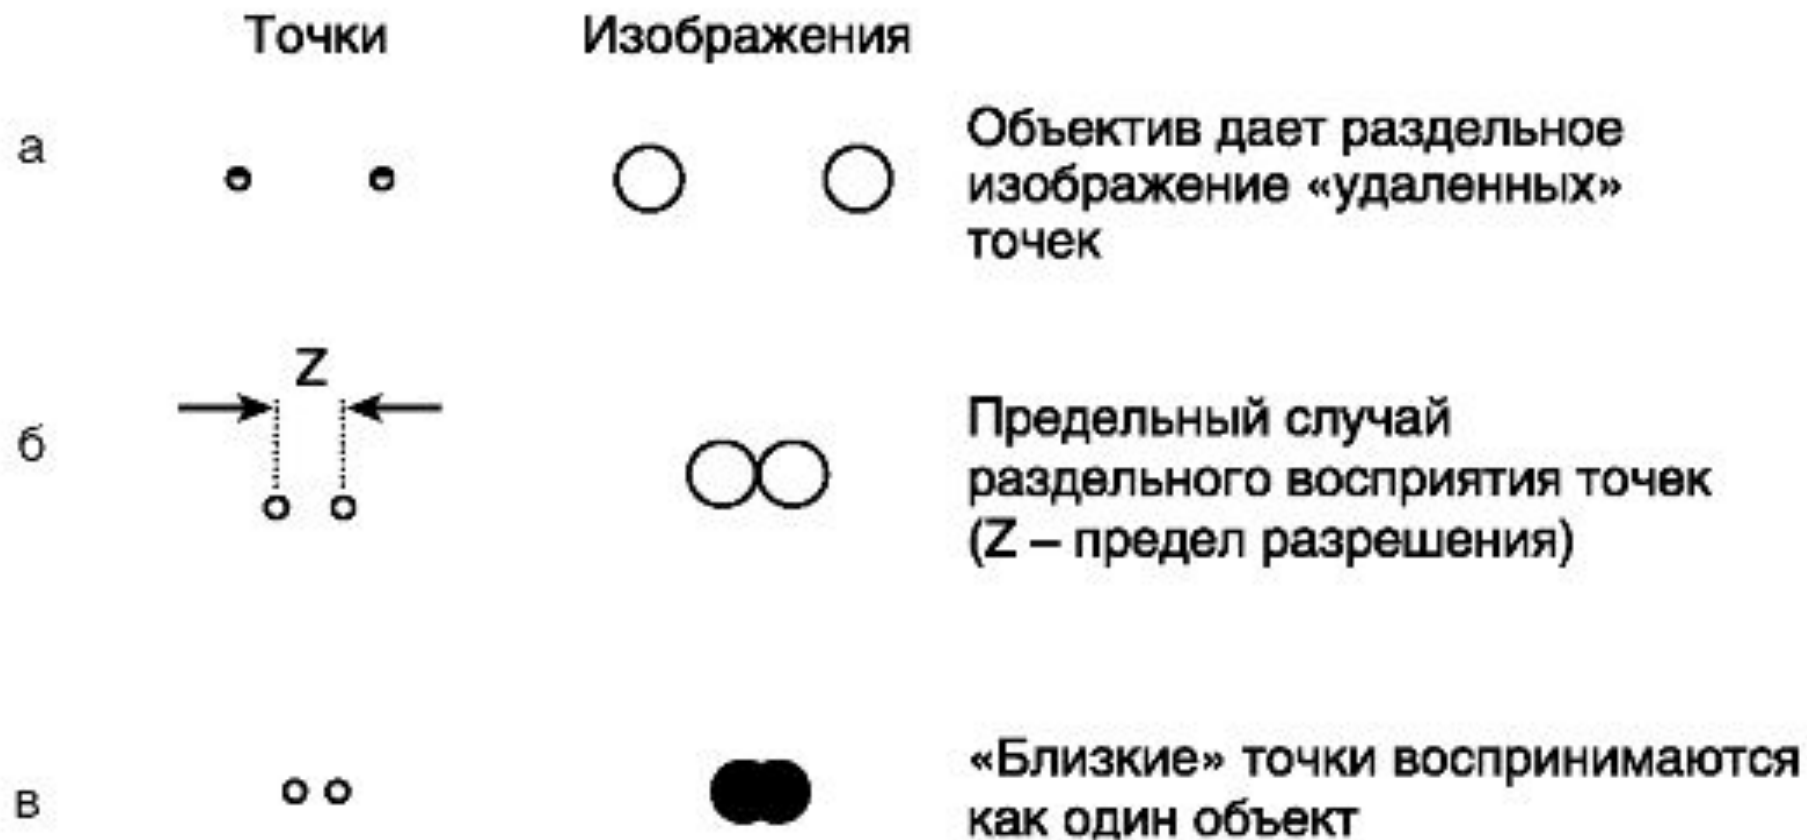 Точки Изображения
а
Объектив дает раздельное
изображение «удаленных»
точек
Z
б
Предельный случай
раздельного восприятия точек
(Z – предел разрешения)
в
«Близкие» точки воспринимаются
как один объект